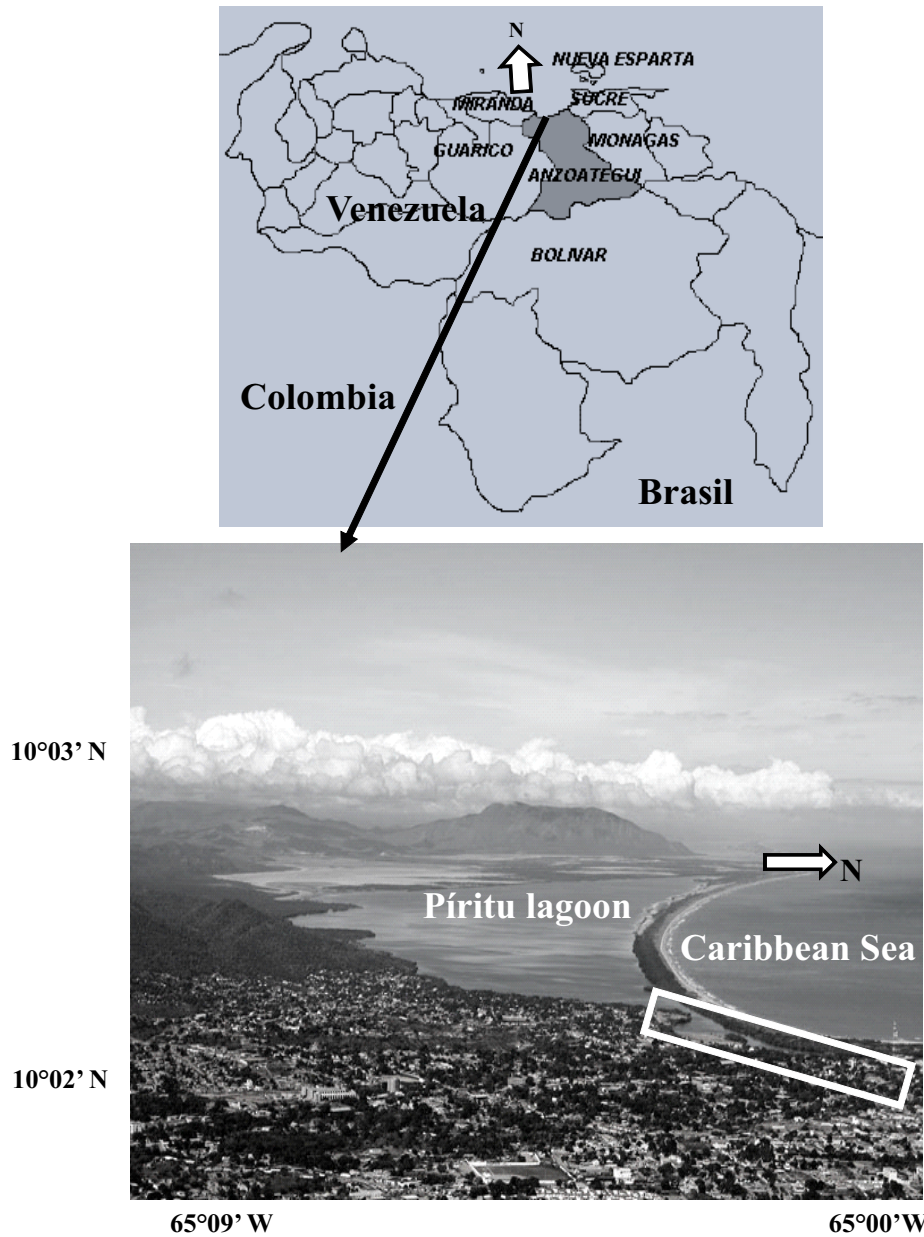 N
NUEVA ESPARTA
MIRANDA
SUCRE
GUARICO
MONAGAS
ANZOATEGUI
Venezuela
BOLIVAR
Colombia
Brasil
10°03’ N
N
Píritu lagoon
Caribbean Sea
10°02’ N
65°09’ W
65°00’W